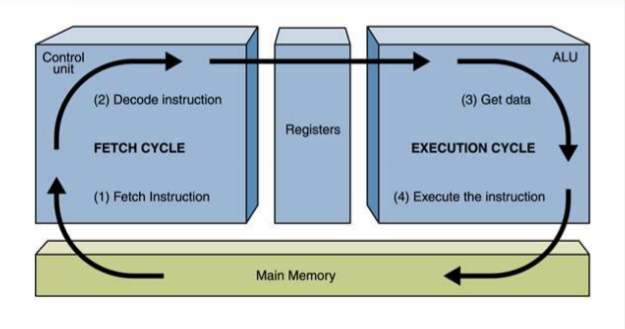 Control
unit
ALU
(2) Decode instruction
(3) Get data
Registers
FETCH CYCLE
EXECUTION CYCLE
(1) Fetch Instruction
(4) Execute the instruction
Main Memory